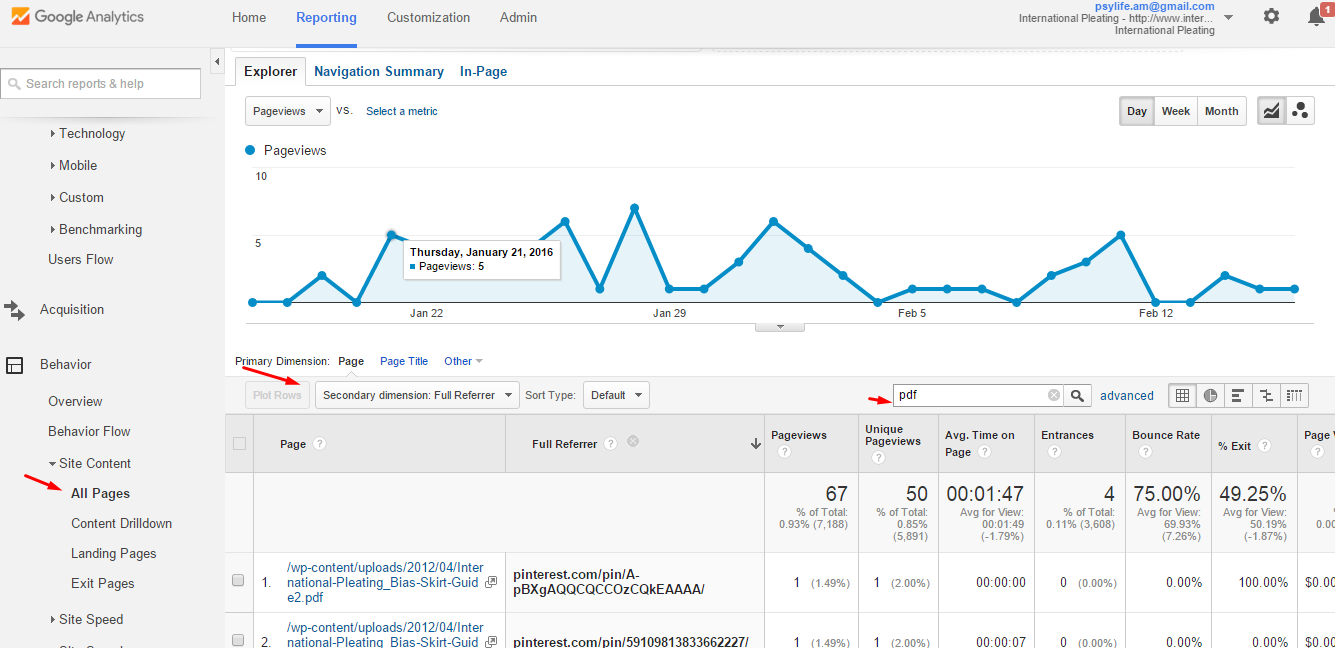 Google Analytics
Home Reporting Customization Admin
psylife.am@gmail.com
International Pleating - http://www.inter...
International Pleating
1
Search reports & help
Technology
Mobile
Custom
Benchmarking
Users Flow
Acquisition
Behavior
Overview
Behavior Flow
Site Content
All Pages
Content Drilldown
Landing Pages
Exit Pages
Site Speed
Explorer Navigation Summary In-Page
Pageviews VS. Select a metric
Day Week Month
Pageviews
10
5
Thursday, January 21, 2016
Pageviews: 5
Jan 22 Jan 29 Feb 5 Feb 12
Primary Dimension: Page Page Title Other
Plot Rows Secondary dimension: Full Referrer Sort Type: Default pdf advanced
Page ? Full Referrer ? Pageviews ? Unique Pageviews ? Avg. Time on Page ? Entrances ? Bounce Rate ? % Exit ? Page ?
67 50 00:01:47 4 75.00% 49.25%
% of Total: % of Total: Avg for View: % of Total: Avg for View: Avg for View:
0.93% (7,188) 0.85% (5,891) 00:01:49 (-1.79%) 0.11% (3,608) 69.93% (7.26%) 50.19% (-1.87%)
1. /wp-content/uploads/2012/04/Inter
national-Pleating_Bias-Skirt-Guid
e2.pdf
pinterest.com/pin/A-
pBXgAQQCQCCOzCQkEAAAA/
1 (1.49%) 1 (2.00%) 00:00:00 0 (0.00%) 0.00% 100.00% $0.00
2. /wp-content/uploads/2012/04/Inter
national-Pleating_Bias-Skirt-Guid
pinterest.com/pin/59109813833662227/
1 (1.49%) 1 (2.00%) 00:00:07 0 (0.00%) 0.00% 0.00% $0.00